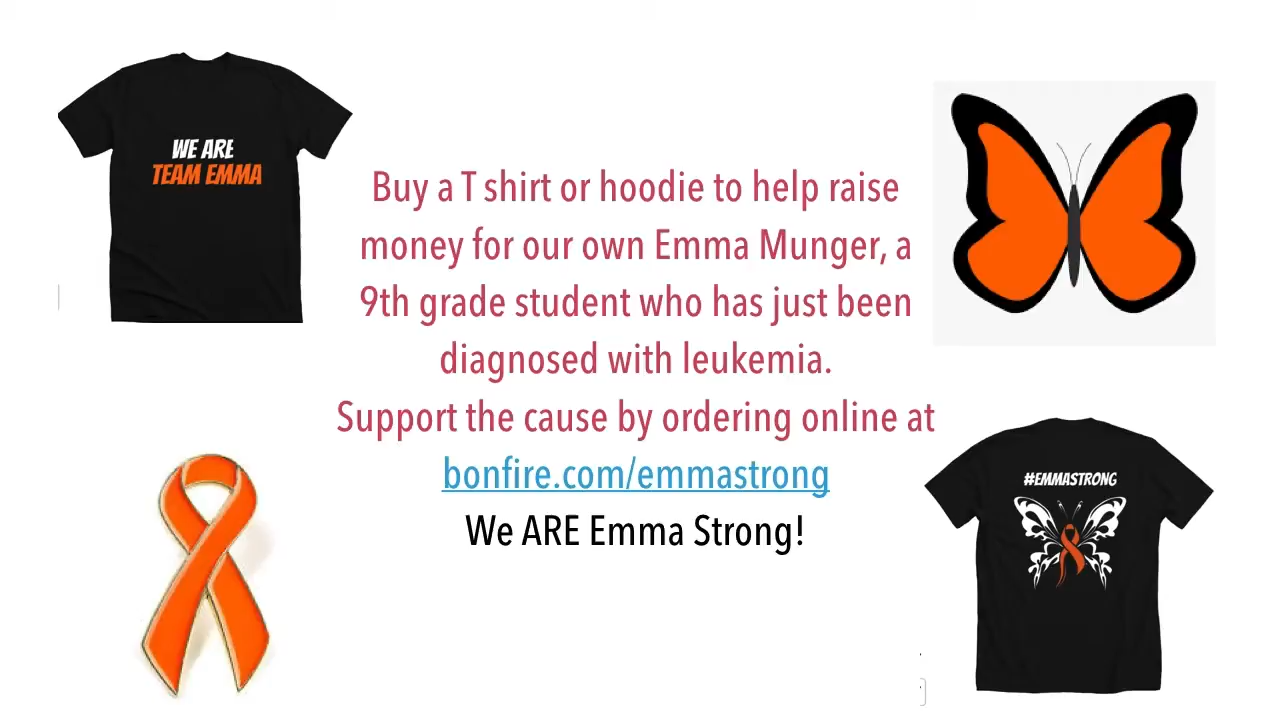 WE ARE
TEAM EMMA
Buy a T shirt or hoodie to help raise
money for our own Emma Munger, a
9th grade student who has just been
diagnosed with leukemia.
Support the cause by ordering online at
bonfire.com/emmastrong
We ARE Emma Strong!
#EMMASTRONG